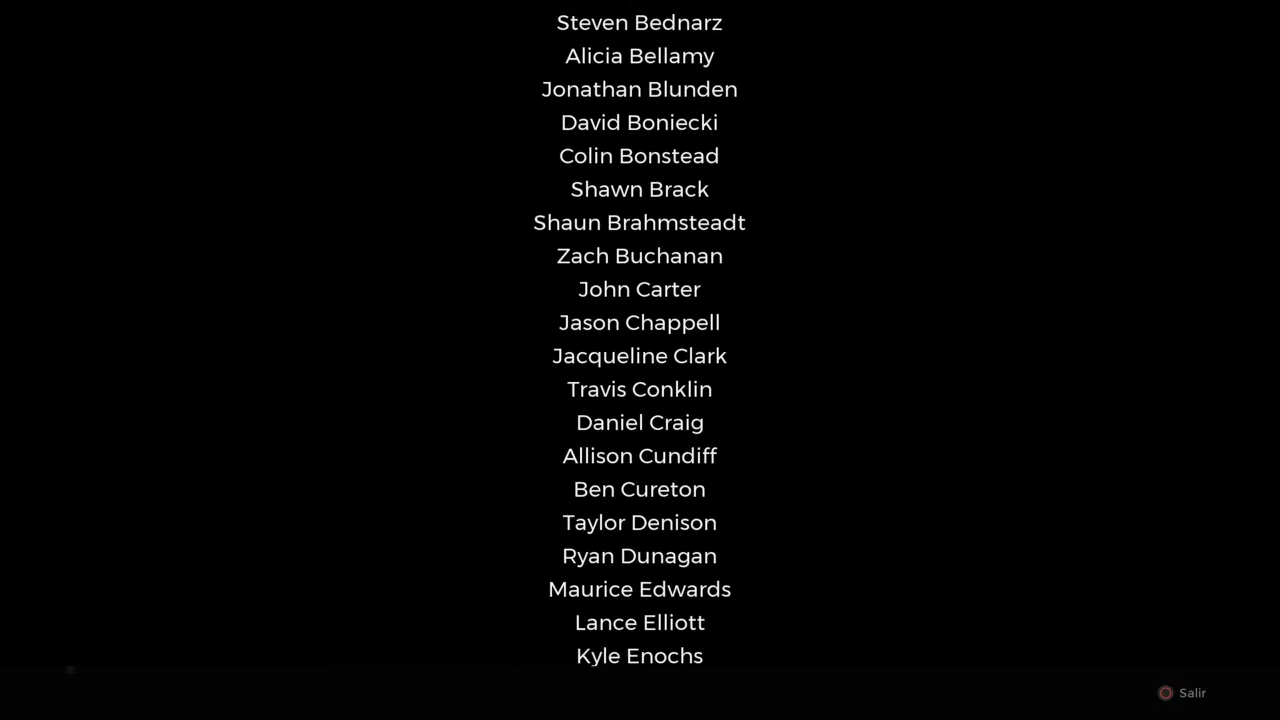 Steven Bednarz
Alicia Bellamy
Jonathan Blunden
David Boniecki
Colin Bonstead
Shawn Brack
Shaun Brahmsteadt
Zach Buchanan
John Carter
Jason Chappell
Jacqueline Clark
Travis Conklin
Daniel Craig
Allison Cundiff
Ben Cureton
Taylor Denison
Ryan Dunagan
Maurice Edwards
Lance Elliott
Kyle Enochs
Salir